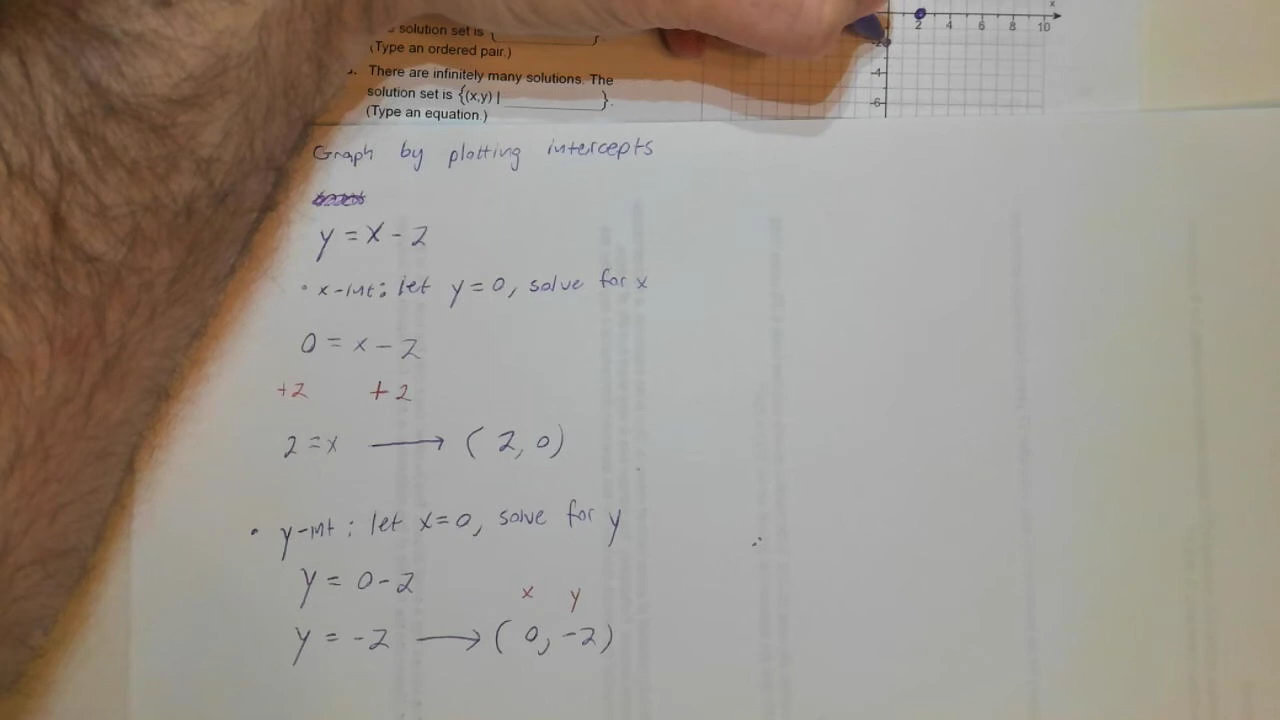 solution set is {          }.
(Type an ordered pair.)
There are infinitely many solutions. The
solution set is {(x,y) | __________}.
(Type an equation.)
x
2 4 6 8 10
-2
-4
-6
Graph by plotting intercepts
y = x - 2
• x-int: let y=0, solve for x
0 = x - 2
+2 +2
2 = x → (2, 0)
• y-int: let x=0, solve for y
y = 0 - 2
x y
y = -2 → (0, -2)